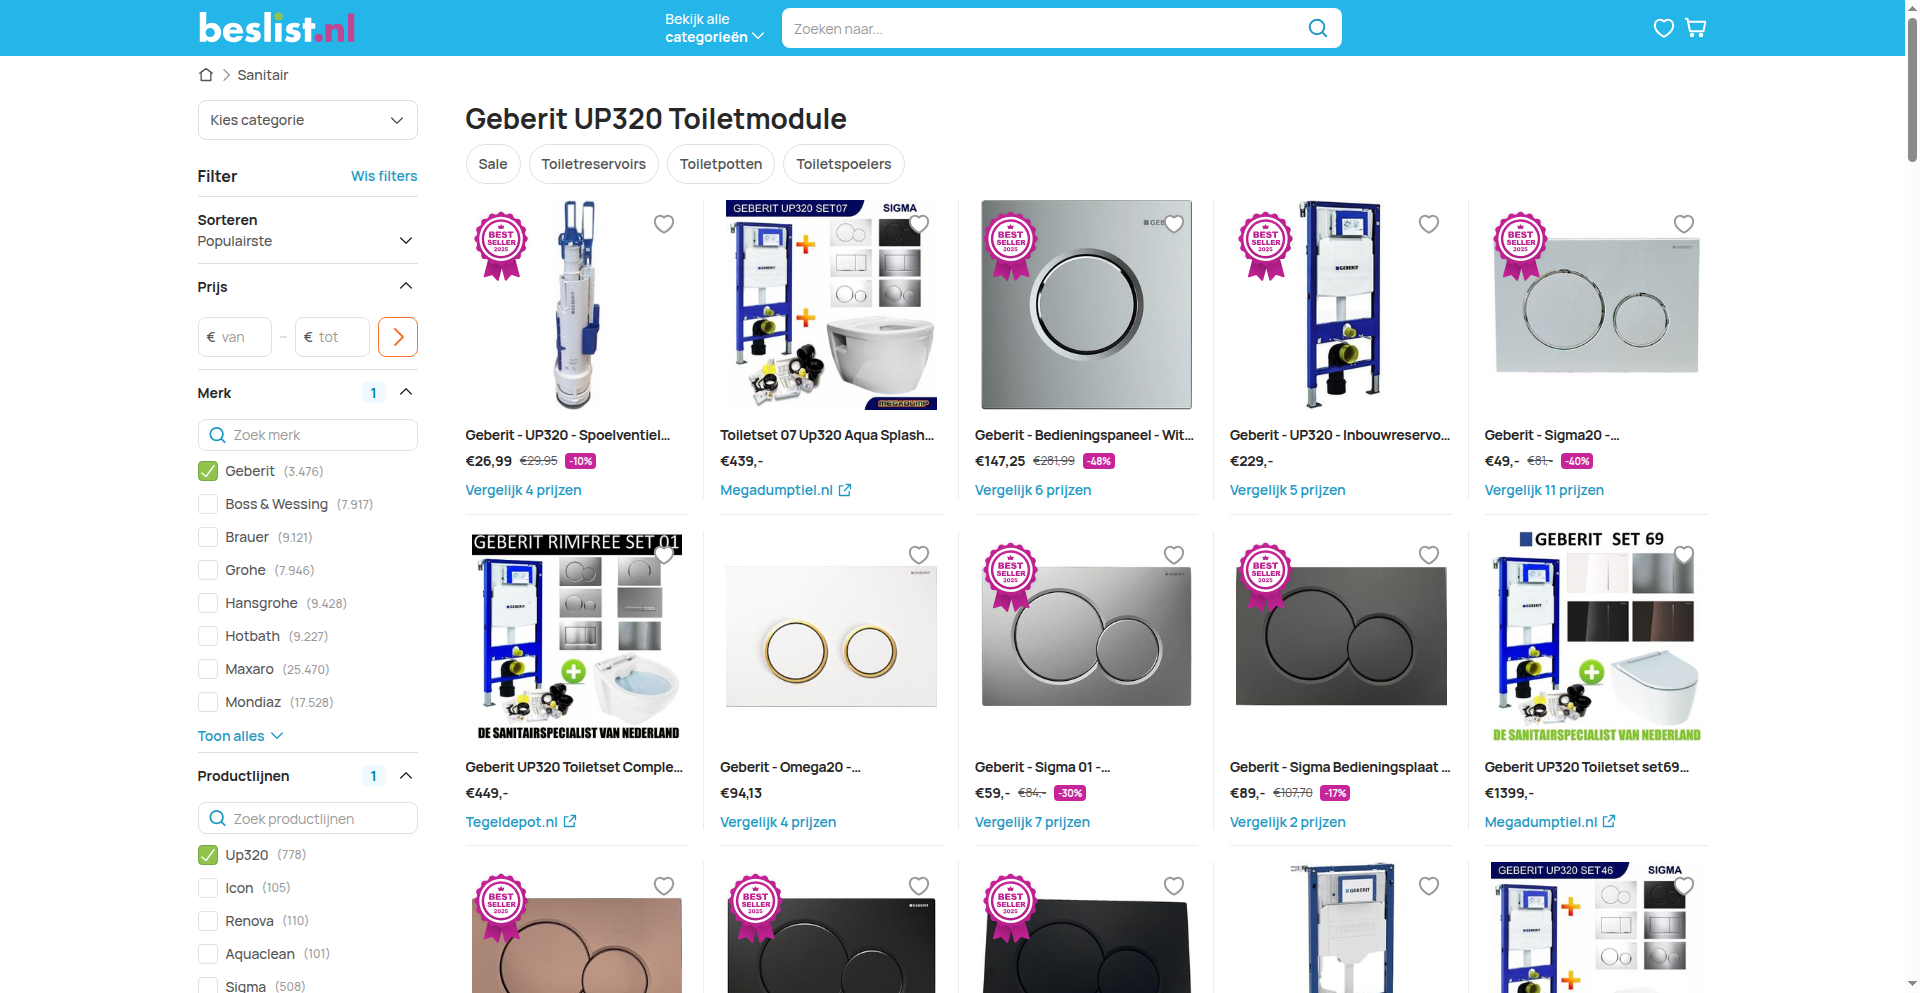 beslist.nl
Bekijk alle
categorieën
Zoeken naar...
Sanitair
Kies categorie
Filter
Wis filters
Sorteren
Populairste
Prijs
€ van
–
€ tot
Merk
1
Zoek merk
Geberit (3.476)
Boss & Wessing (7.917)
Brauer (9.121)
Grohe (7.946)
Hansgrohe (9.428)
Hotbath (9.227)
Maxaro (25.470)
Mondiaz (17.528)
Toon alles
Productlijnen
1
Zoek productlijnen
Up320 (778)
Icon (105)
Renova (110)
Aquaclean (101)
Sigma (508)
Geberit UP320 Toiletmodule
Sale
Toiletreservoirs
Toiletpotten
Toiletspoelers
BEST
SELLER
2025
Geberit - UP320 - Spoelventiel...
€26,99 €29,95 -10%
Vergelijk 4 prijzen
GEBERIT UP320 SET07
SIGMA
GEBERIT
MEGADUMP
Toiletset 07 Up320 Aqua Splash...
€439,-
Megadumptiel.nl
BEST
SELLER
2025
Geberit - Bedieningspaneel - Wit...
€147,25 €281,99 -48%
Vergelijk 6 prijzen
BEST
SELLER
2025
GEBERIT
Geberit - UP320 - Inbouwreservo...
€229,-
Vergelijk 5 prijzen
BEST
SELLER
2025
Geberit - Sigma20 -...
€49,- €81,- -40%
Vergelijk 11 prijzen
GEBERIT RIMFREE SET 01
GEBERIT
DE SANITAIRSPECIALIST VAN NEDERLAND
Geberit UP320 Toiletset Comple...
€449,-
Tegeldepot.nl
GEBERIT
Geberit - Omega20 -...
€94,13
Vergelijk 4 prijzen
BEST
SELLER
2025
GEBERIT
Geberit - Sigma 01 -...
€59,- €84,- -30%
Vergelijk 7 prijzen
BEST
SELLER
2025
Geberit - Sigma Bedieningsplaat ...
€89,- €107,70 -17%
Vergelijk 2 prijzen
GEBERIT SET 69
GEBERIT
DE SANITAIRSPECIALIST VAN NEDERLAND
Geberit UP320 Toiletset set69...
€1399,-
Megadumptiel.nl
BEST
SELLER
2025
BEST
SELLER
2025
GEBERIT
BEST
SELLER
2025
GEBERIT
GEBERIT UP320 SET46
SIGMA
GEBERIT